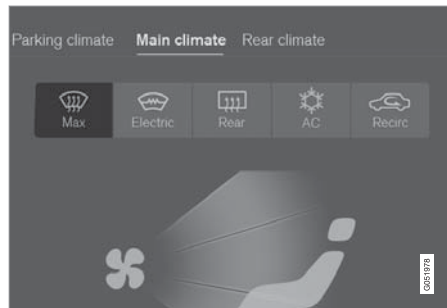 Parking climate Main climate Rear climate
Max Electric Rear AC Recirc
G051978